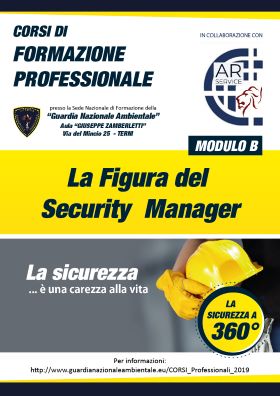 CORSI DI
FORMAZIONE
PROFESSIONALE
IN COLLABORAZIONE CON
AR
SERVICE
presso la Sede Nazionale di Formazione della
"Guardia Nazionale Ambientale"
Aula "GIUSEPPE ZAMBERLETTI"
Via del Mincio 25 - TERNI
MODULO B
La Figura del
Security Manager
La sicurezza
... è una carezza alla vita
LA
SICUREZZA A
360°
Per informazioni:
http://www.guardianazionaleambientale.eu/CORSI_Professionali_2019